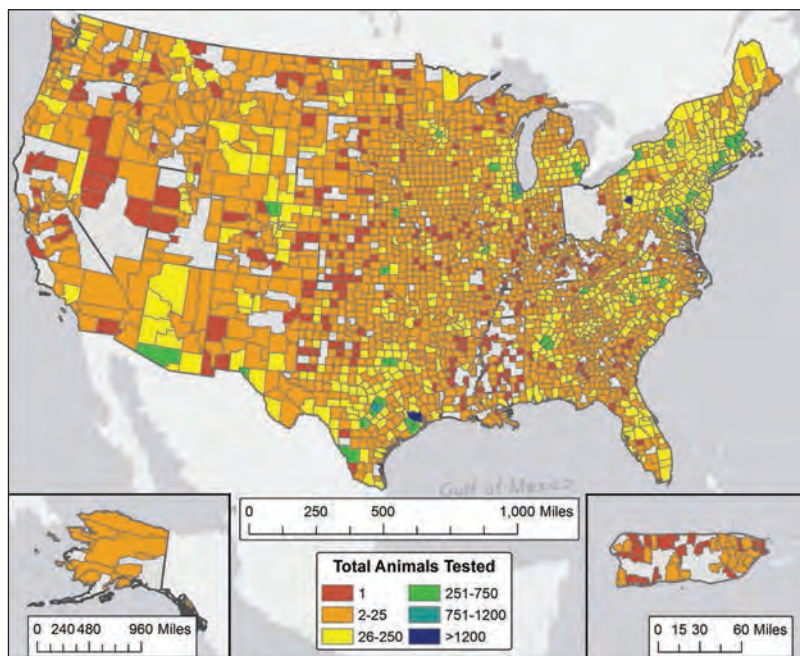 Gulf of Mexico
0 250 500 1,000 Miles
Total Animals Tested
1
251-750
2-25
751-1200
26-250
>1200
0 240 480 960 Miles
0 15 30 60 Miles